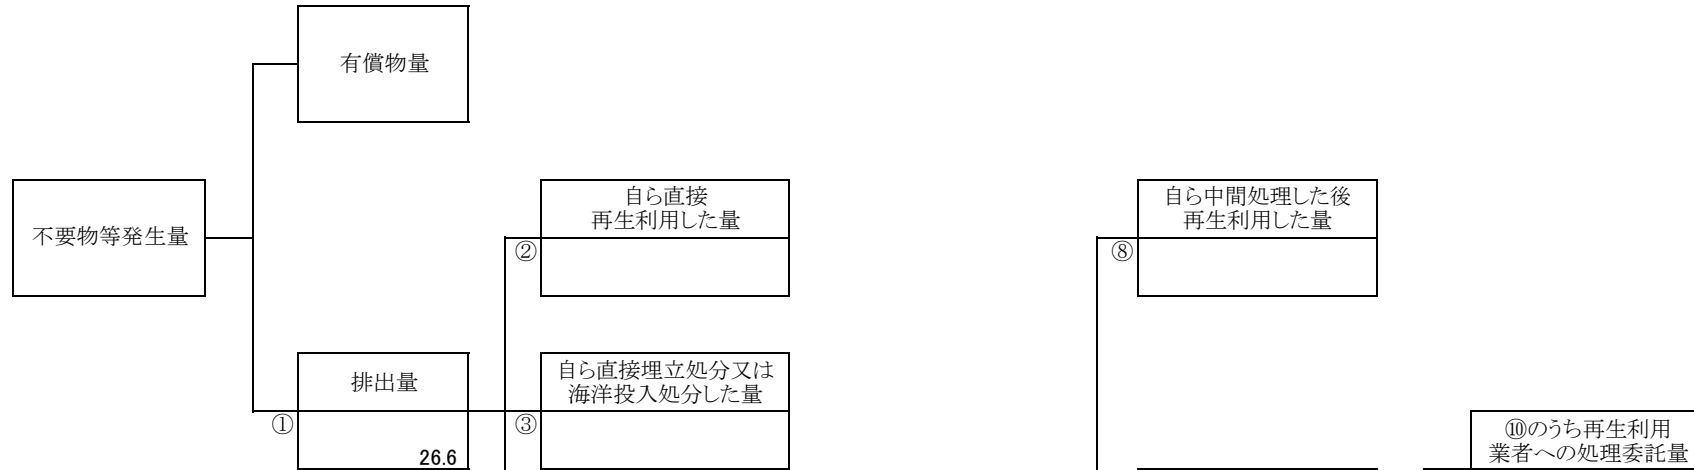 有償物量
不要物等発生量
自ら直接
再生利用した量
②
自ら中間処理した後
再生利用した量
⑧
排出量
①
26.6
自ら直接埋立処分又は
海洋投入処分した量
③
⑩のうち再生利用
業者への処理委託量